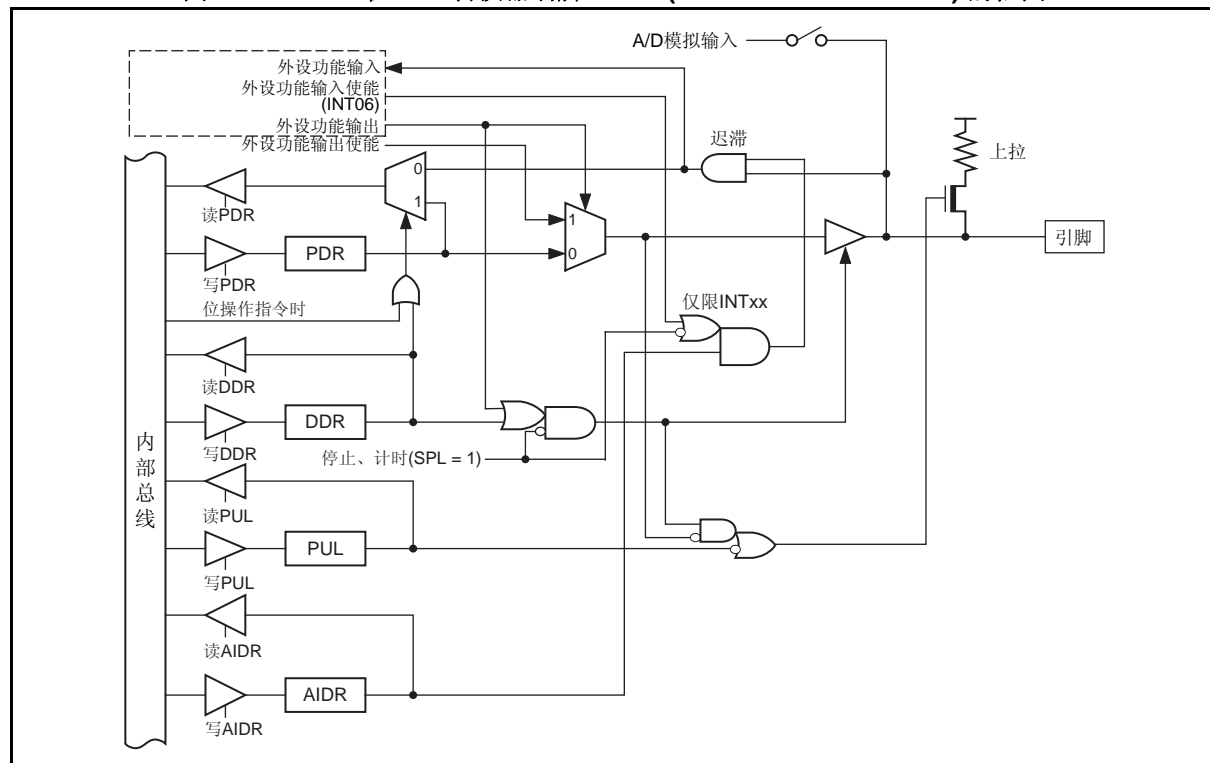 A/D模拟输入
外设功能输入
外设功能输入使能
(INT06)
外设功能输出
外设功能输出使能
迟滞
上拉
0
1
读PDR
1
0
引脚
PDR
写PDR
位操作指令时
仅限INTxx
读DDR
DDR
写DDR
停止、计时(SPL = 1)
内部总线
读PUL
PUL
写PUL
读AIDR
AIDR
写AIDR